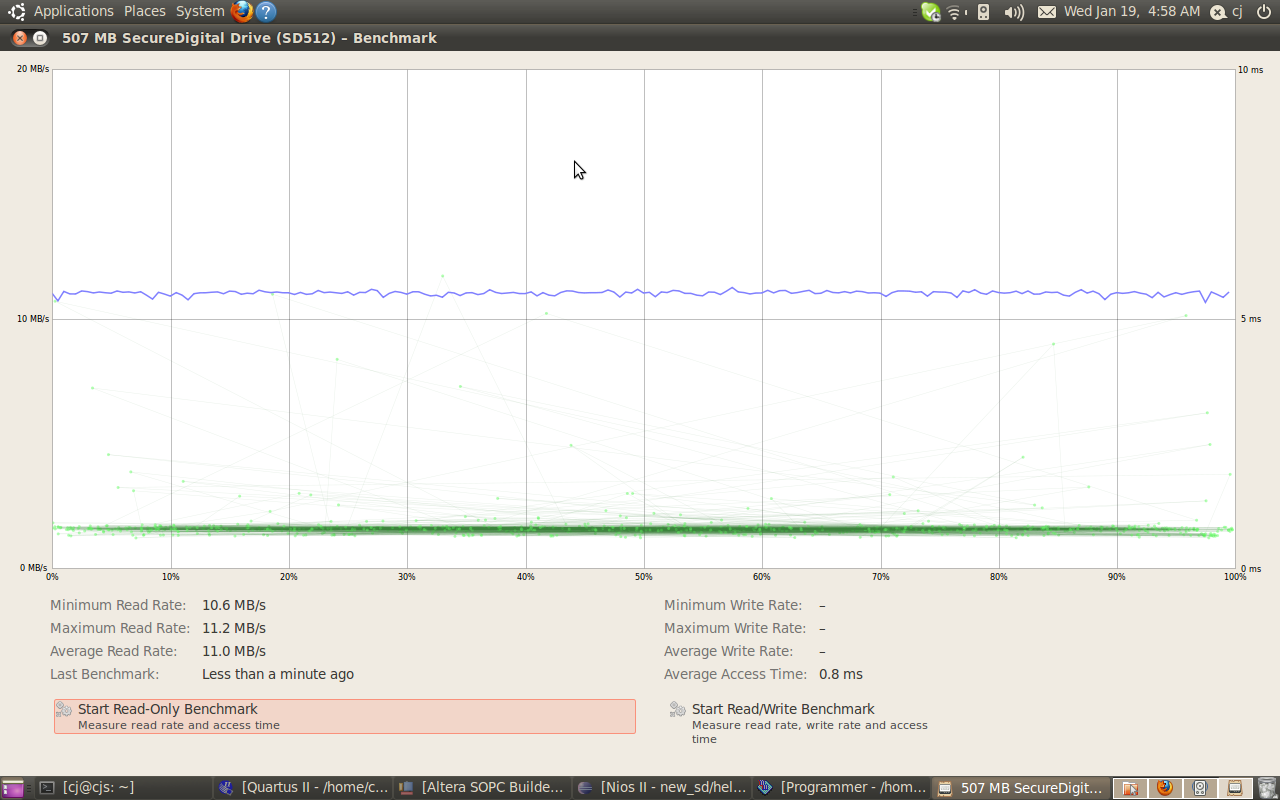 Applications Places System
Wed Jan 19, 4:58 AM cj
507 MB SecureDigital Drive (SD512) – Benchmark
20 MB/s
10 ms
10 MB/s
5 ms
0 MB/s
0 ms
0% 10% 20% 30% 40% 50% 60% 70% 80% 90% 100%
Minimum Read Rate: 10.6 MB/s
Minimum Write Rate: –
Maximum Read Rate: 11.2 MB/s
Maximum Write Rate: –
Average Read Rate: 11.0 MB/s
Average Write Rate: –
Last Benchmark: Less than a minute ago
Average Access Time: 0.8 ms
Start Read-Only Benchmark
Measure read rate and access time
Start Read/Write Benchmark
Measure read rate, write rate and access
time
[cj@cjs: ~] [Quartus II - /home/c... [Altera SOPC Builde... [Nios II - new_sd/hel... [Programmer - /hom... 507 MB SecureDigit...